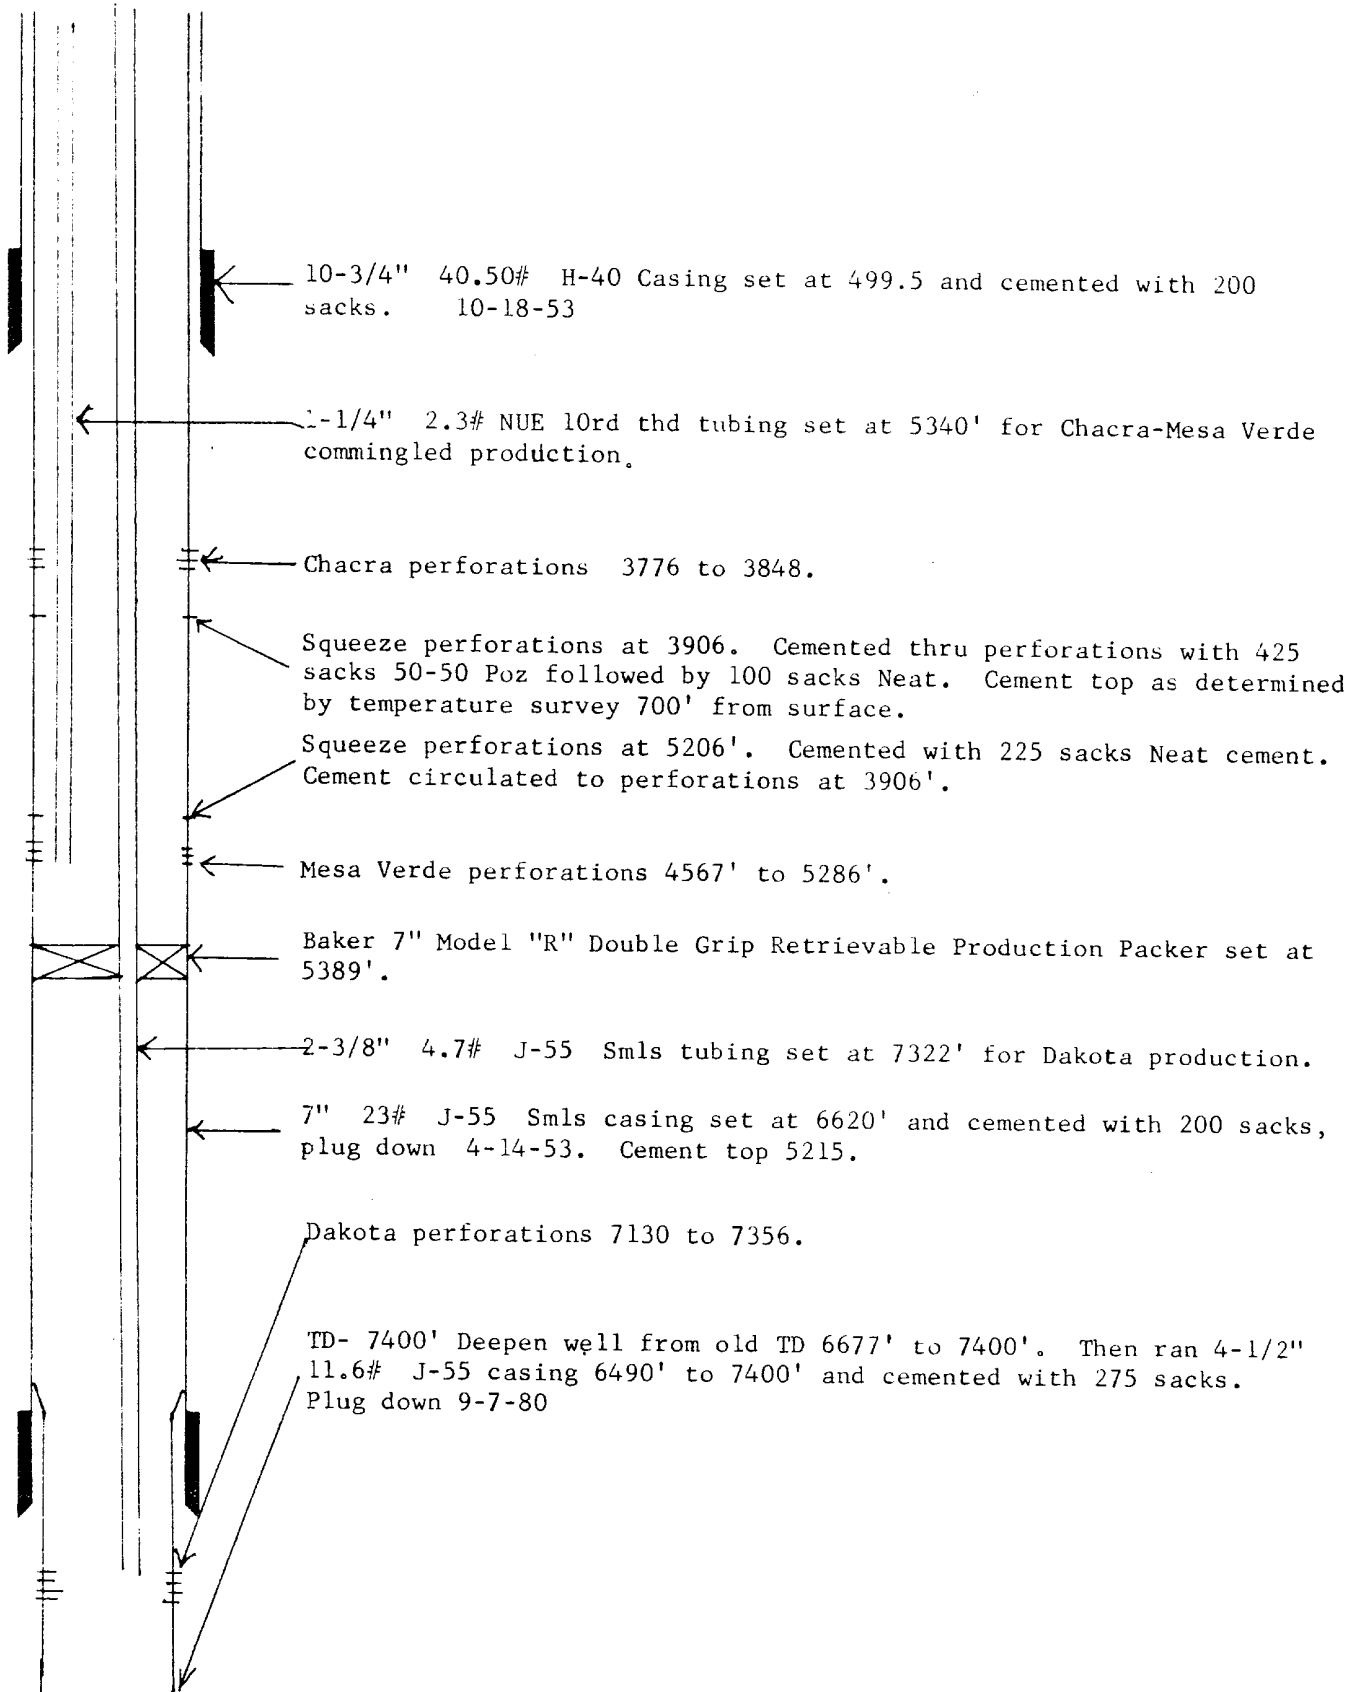 10-3/4" 40.50# H-40 Casing set at 499.5 and cemented with 200
sacks. 10-18-53
1-1/4" 2.3# NUE 10rd thd tubing set at 5340' for Chacra-Mesa Verde
commingled production.
Chacra perforations 3776 to 3848.
Squeeze perforations at 3906. Cemented thru perforations with 425
sacks 50-50 Poz followed by 100 sacks Neat. Cement top as determined
by temperature survey 700' from surface.
Squeeze perforations at 5206'. Cemented with 225 sacks Neat cement.
Cement circulated to perforations at 3906'.
Mesa Verde perforations 4567' to 5286'.
Baker 7" Model "R" Double Grip Retrievable Production Packer set at
5389'.
2-3/8" 4.7# J-55 Smls tubing set at 7322' for Dakota production.
7" 23# J-55 Smls casing set at 6620' and cemented with 200 sacks,
plug down 4-14-53. Cement top 5215.
Dakota perforations 7130 to 7356.
TD- 7400' Deepen well from old TD 6677' to 7400'. Then ran 4-1/2"
11.6# J-55 casing 6490' to 7400' and cemented with 275 sacks.
Plug down 9-7-80